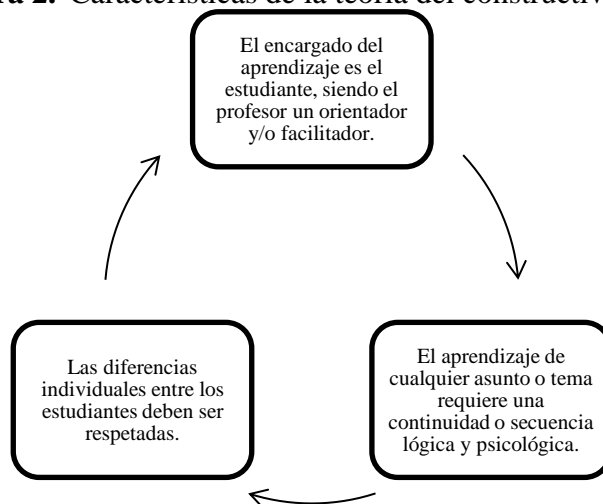 ra 2. Características de la teoría del constructiv
El encargado del
aprendizaje es el
estudiante, siendo el
profesor un orientador
y/o facilitador.
El aprendizaje de
cualquier asunto o tema
requiere una
continuidad o secuencia
lógica y psicológica.
Las diferencias
individuales entre los
estudiantes deben ser
respetadas.